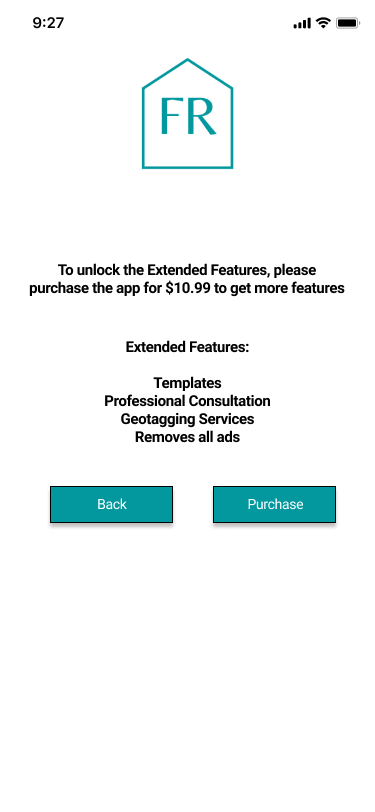 9:27
FR
To unlock the Extended Features, please
purchase the app for $10.99 to get more features
Extended Features:
Templates
Professional Consultation
Geotagging Services
Removes all ads
Back
Purchase